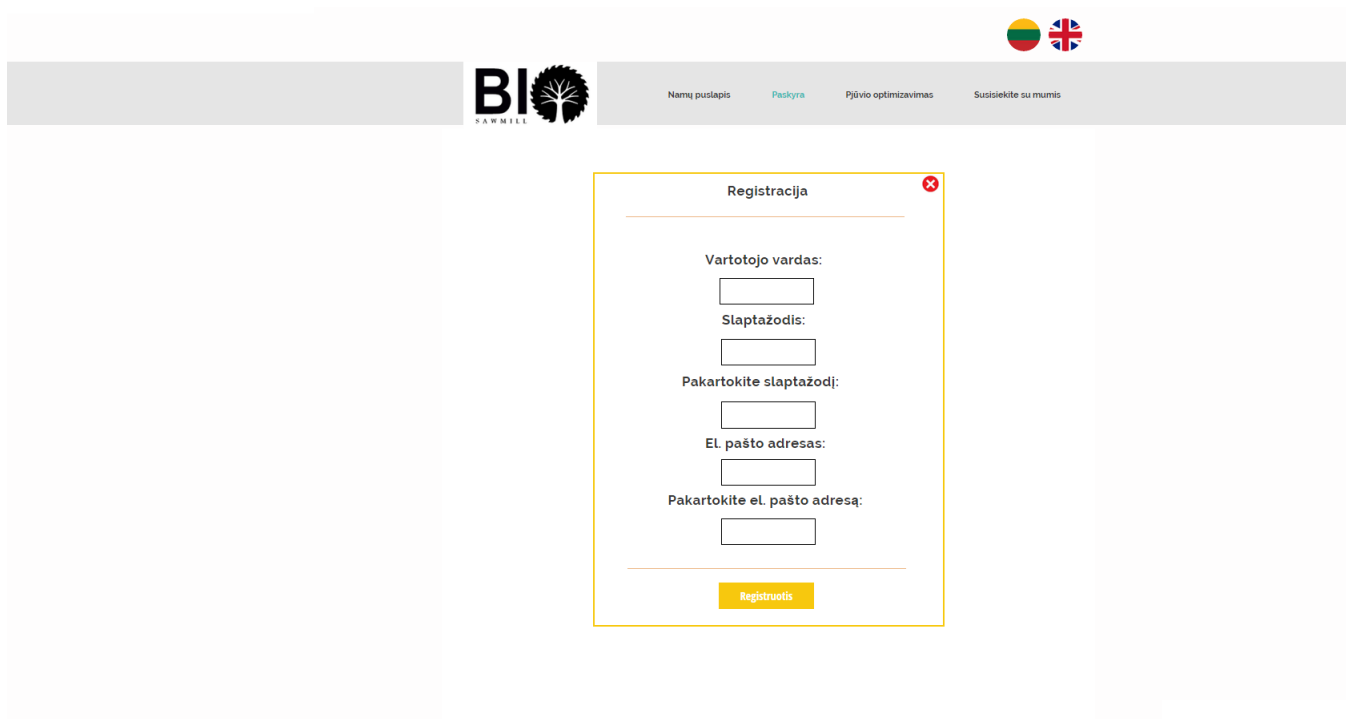 BIO
SAWMILL
Namų puslapis Paskyra Pjūvio optimizavimas Susisiekite su mumis
Registracija
Vartotojo vardas:
Slaptažodis:
Pakartokite slaptažodį:
El. pašto adresas:
Pakartokite el. pašto adresą:
Registruotis